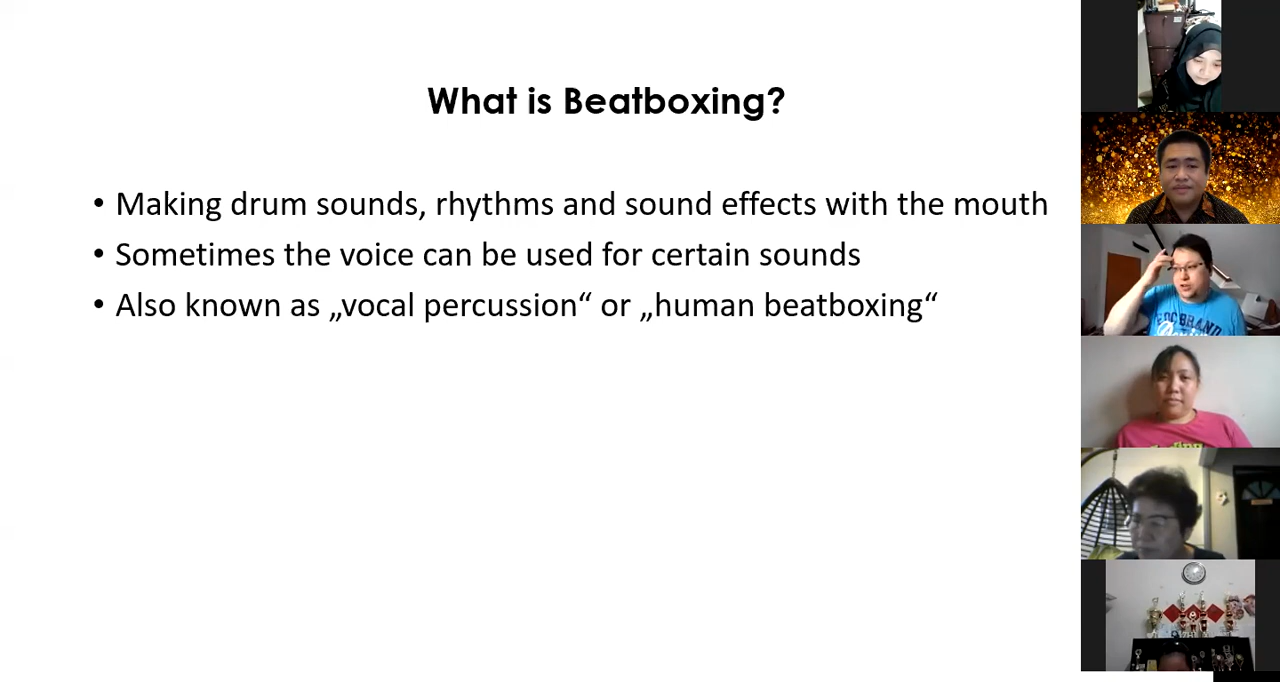 What is Beatboxing?
• Making drum sounds, rhythms and sound effects with the mouth
• Sometimes the voice can be used for certain sounds
• Also known as „vocal percussion“ or „human beatboxing“